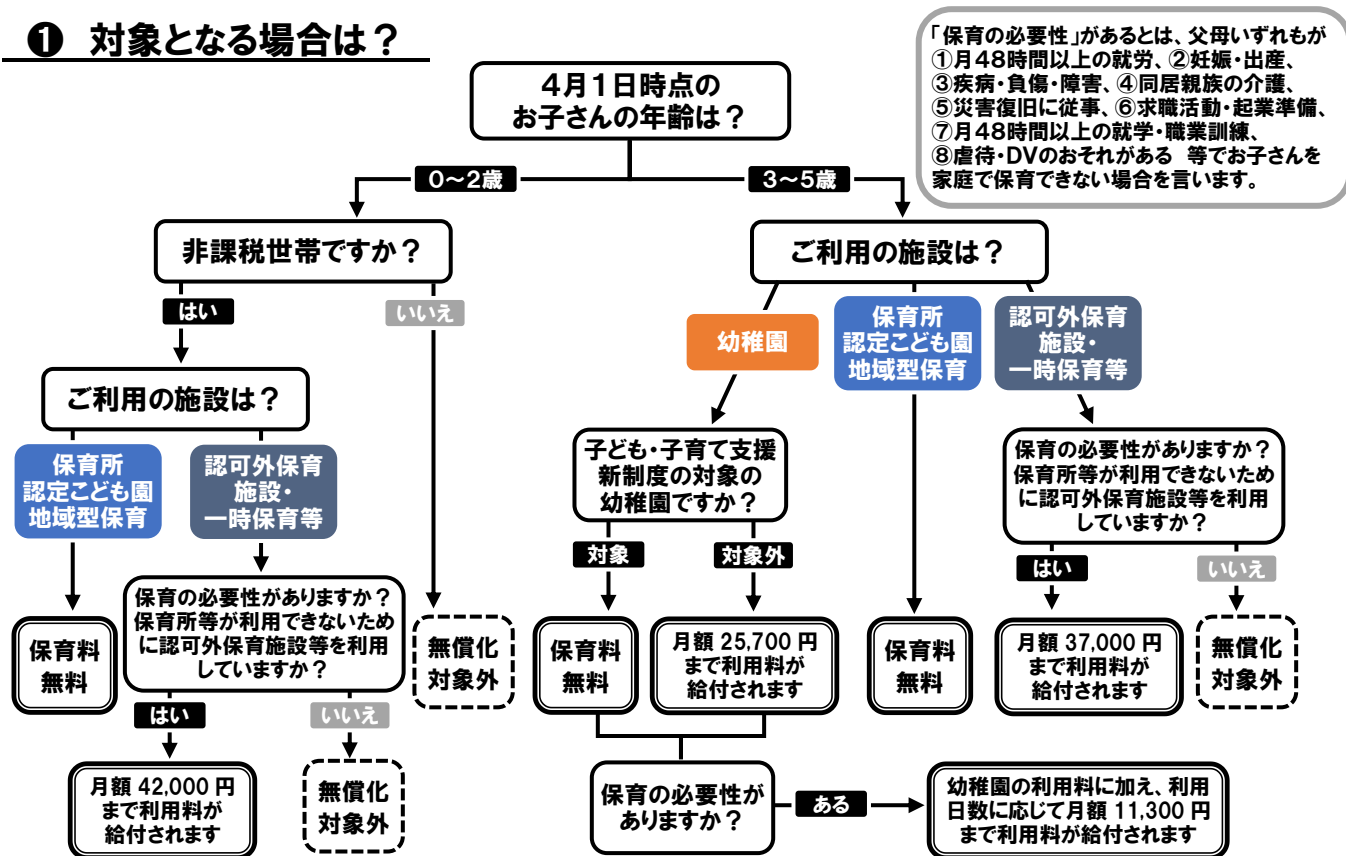 ❶ 対象となる場合は？
「保育の必要性」があるとは、父母いずれもが
①月48時間以上の就労、②妊娠・出産、
③疾病・負傷・障害、④同居親族の介護、
⑤災害復旧に従事、⑥求職活動・起業準備、
⑦月48時間以上の就学・職業訓練、
⑧虐待・DVのおそれがある 等でお子さんを
家庭で保育できない場合を言います。
4月1日時点の
お子さんの年齢は？
0～2歳
3～5歳
非課税世帯ですか？
はい
いいえ
ご利用の施設は？
保育所
認定こども園
地域型保育
認可外保育
施設・
一時保育等
保育料
無料
保育の必要性がありますか？
保育所等が利用できないため
に認可外保育施設等を利用
していますか？
はい
いいえ
月額 42,000 円
まで利用料が
給付されます
無償化
対象外
無償化
対象外
ご利用の施設は？
幼稚園
保育所
認定こども園
地域型保育
認可外保育
施設・
一時保育等
子ども・子育て支援
新制度の対象の
幼稚園ですか？
対象
対象外
保育料
無料
月額 25,700 円
まで利用料が
給付されます
保育料
無料
保育の必要性がありますか？
保育所等が利用できないため
に認可外保育施設等を利用
していますか？
はい
いいえ
月額 37,000 円
まで利用料が
給付されます
無償化
対象外
保育の必要性が
ありますか？
ある
幼稚園の利用料に加え、利用
日数に応じて月額 11,300 円
まで利用料が給付されます